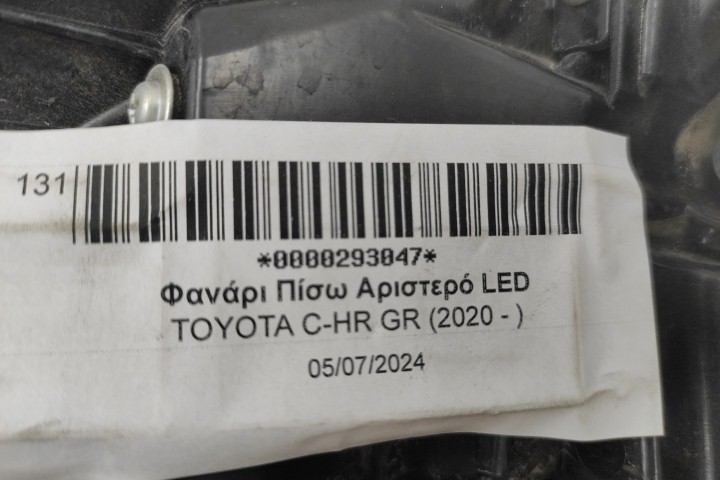 131
*0000293047*
Φανάρι Πίσω Αριστερό LED
TOYOTA C-HR GR (2020 - )
05/07/2024